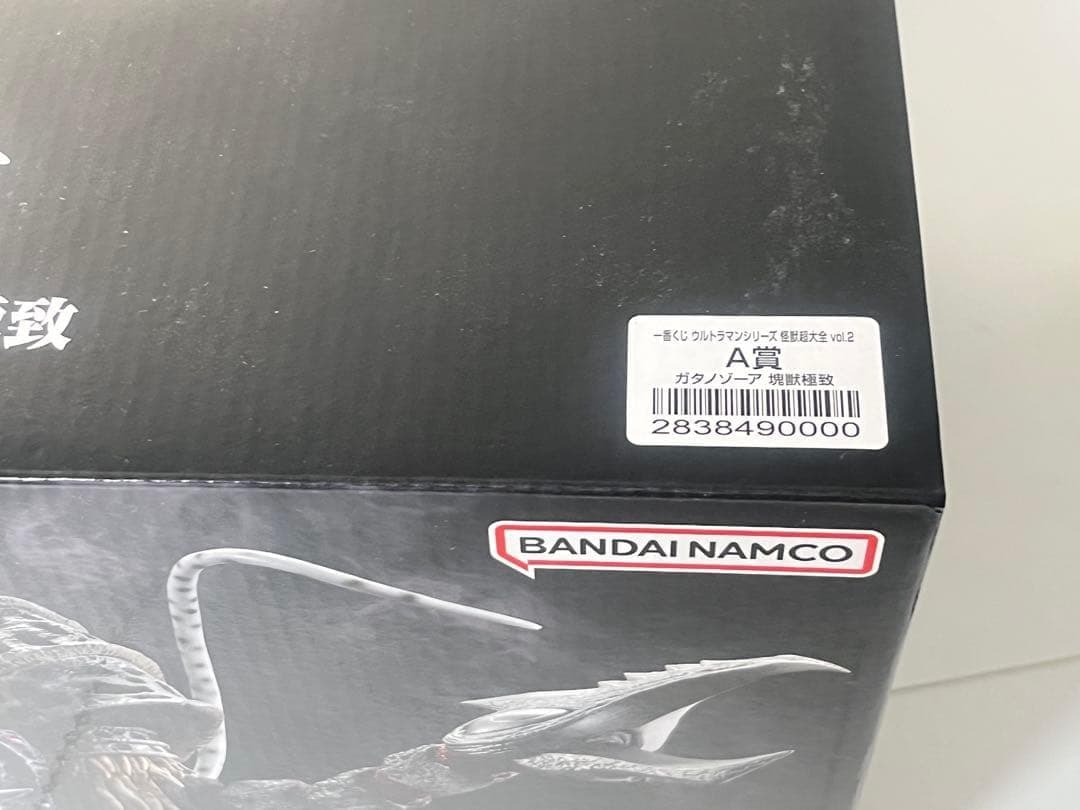 極致
一番くじ ウルトラマンシリーズ 怪獣超大全 vol.2
A賞
ガタノゾーア 塊獣極致
2838490000
BANDAI NAMCO